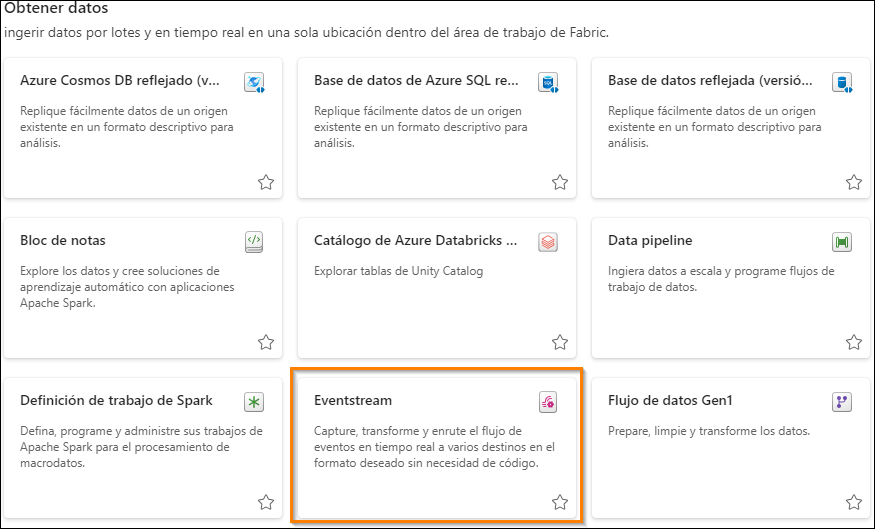 Obtener datos
ingerir datos por lotes y en tiempo real en una sola ubicación dentro del área de trabajo de Fabric.
Azure Cosmos DB reflejado (v...
Replique fácilmente datos de un origen
existente en un formato descriptivo para
análisis.
Base de datos de Azure SQL re...
Replique fácilmente datos de un origen
existente en un formato descriptivo para
análisis.
Base de datos reflejada (versió...
Replique fácilmente datos de un origen
existente en un formato descriptivo para
análisis.
Bloc de notas
Explore los datos y cree soluciones de
aprendizaje automático con aplicaciones
Apache Spark.
Catálogo de Azure Databricks ...
Explorar tablas de Unity Catalog
Data pipeline
Ingiera datos a escala y programe flujos de
trabajo de datos.
Definición de trabajo de Spark
Defina, programe y administre sus trabajos de
Apache Spark para el procesamiento de
macrodatos.
Eventstream
Capture, transforme y enrute el flujo de
eventos en tiempo real a varios destinos en el
formato deseado sin necesidad de código.
Flujo de datos Gen1
Prepare, limpie y transforme los datos.